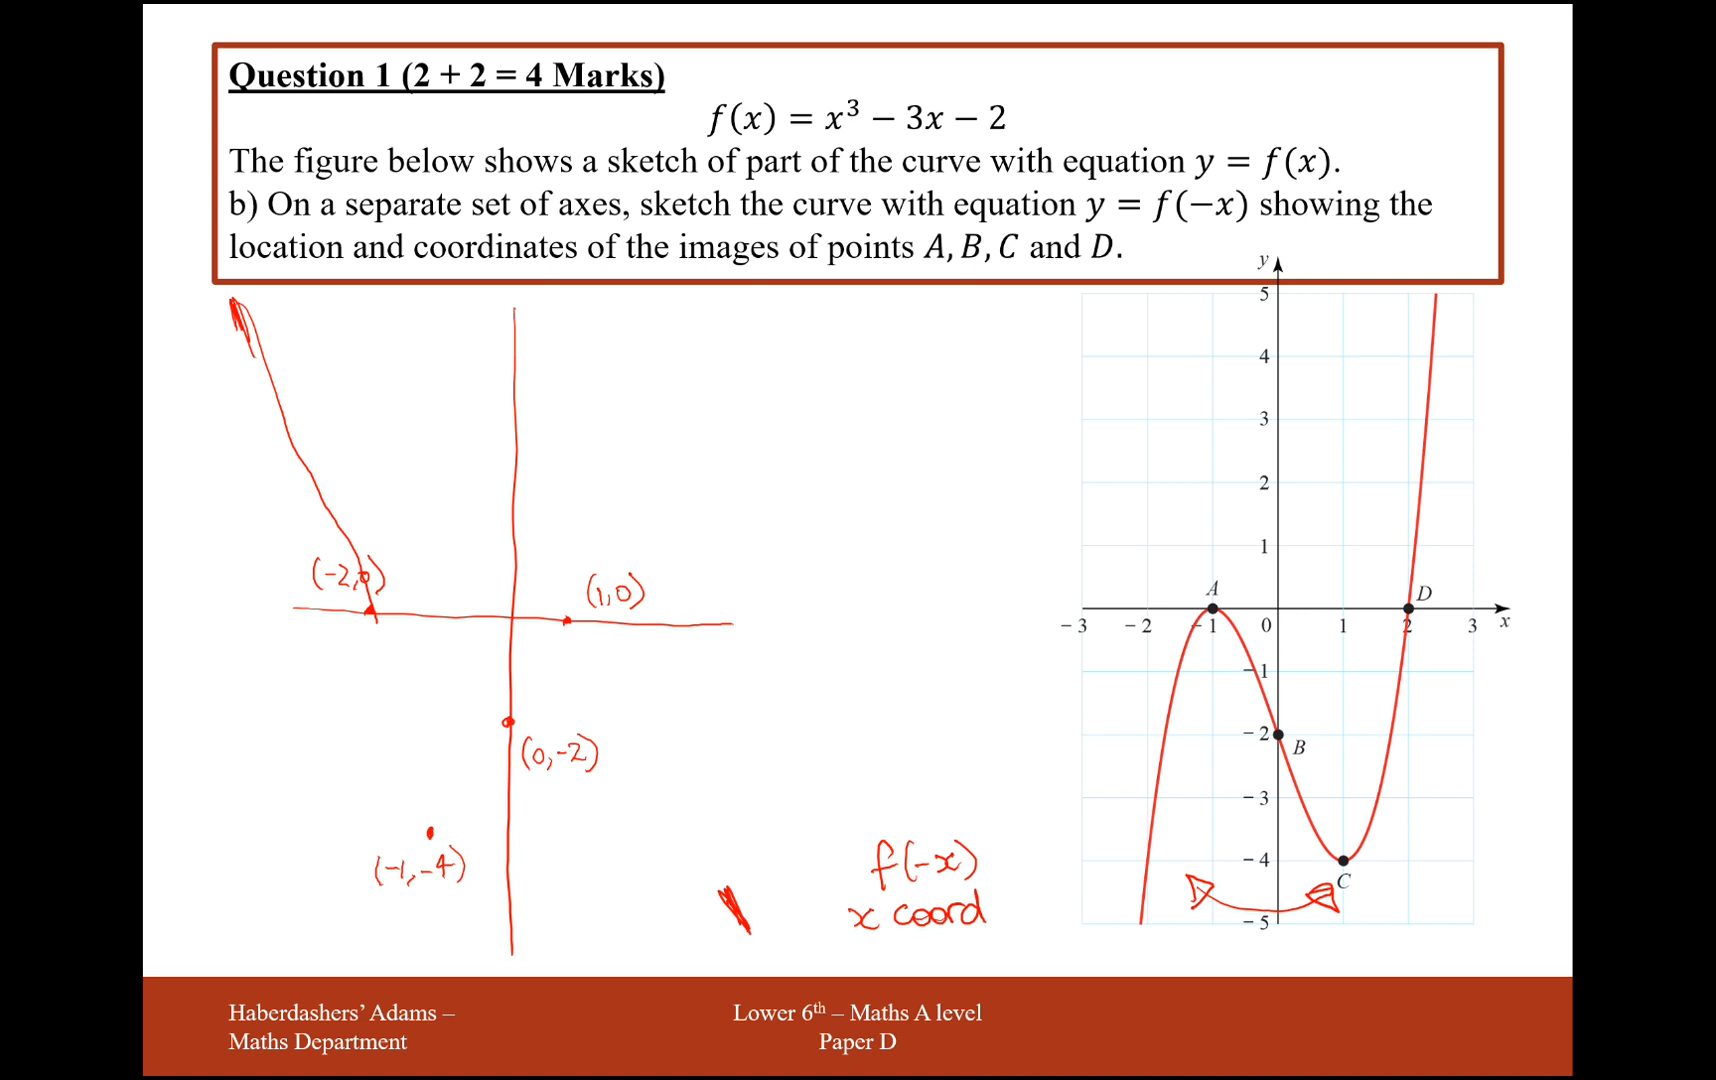 Question 1 (2 + 2 = 4 Marks)
f(x) = x³ − 3x − 2
The figure below shows a sketch of part of the curve with equation y = f(x).
b) On a separate set of axes, sketch the curve with equation y = f(−x) showing the
location and coordinates of the images of points A, B, C and D.
(-2,0)
(1,0)
(0,-2)
(-1,-4)
f(-x)
x coord
y
5
4
3
2
1
A
D
− 3
− 2
− 1
0
1
2
3
x
− 1
− 2
B
− 3
− 4
C
− 5
Haberdashers’ Adams –
Maths Department
Lower 6th – Maths A level
Paper D